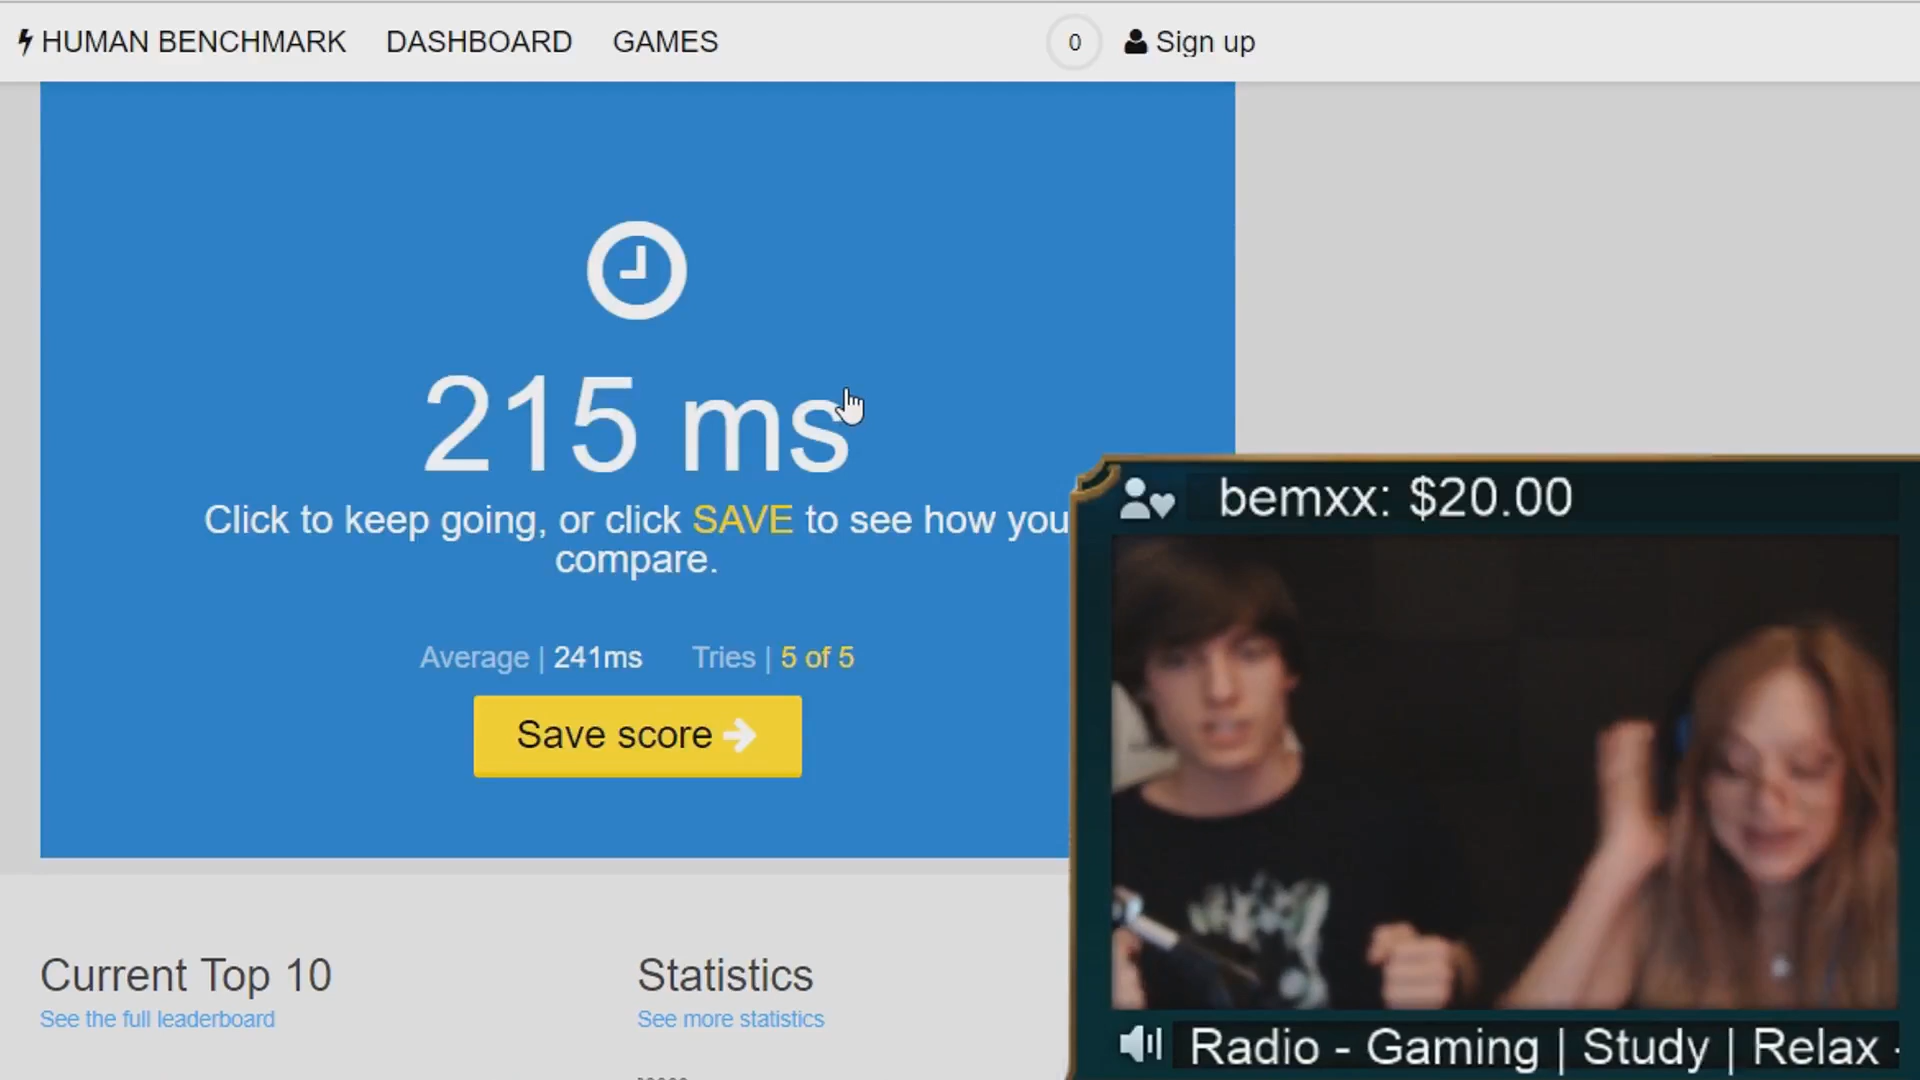 HUMAN BENCHMARK DASHBOARD GAMES 0 Sign up
215 ms
Click to keep going, or click SAVE to see how you
compare.
Average | 241ms Tries | 5 of 5
Save score
bemxx: $20.00
Current Top 10
See the full leaderboard
Statistics
See more statistics
Radio - Gaming | Study | Relax -